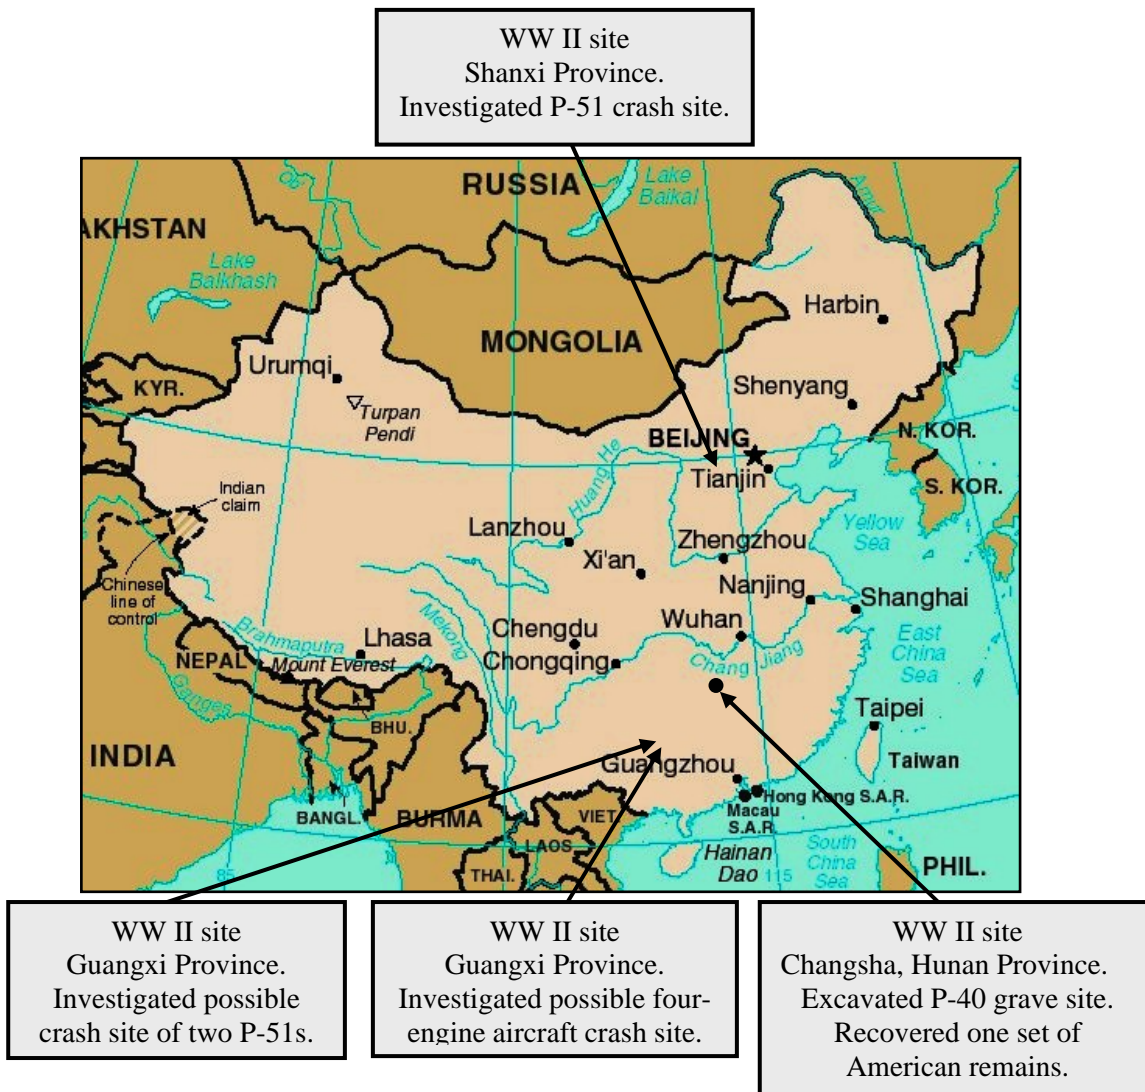 WW II site
Shanxi Province.
Investigated P-51 crash site.
RUSSIA
Lake
Baikal
Amur
Ob'
AKHSTAN
Lake
Balkhash
MONGOLIA
Harbin
Urumqi
KYR.
Turpan
Pendi
Shenyang
BEIJING
N. KOR.
Tianjin
S. KOR.
Huang He
Indian
claim
Lanzhou
Zhengzhou
Yellow
Sea
Xi'an
Nanjing
Chinese
line of
control
Shanghai
Mekong
Wuhan
Brahmaputra
Lhasa
Chengdu
East
China
Sea
NEPAL
Mount Everest
Chongqing
Chang Jiang
Ganges
Taipei
BHU.
INDIA
Guangzhou
Taiwan
Hong Kong S.A.R.
BANGL.
BURMA
VIET.
Macau
S.A.R.
LAOS
Hainan
Dao
South
China
Sea
THAI.
PHIL.
85
115
WW II site
Guangxi Province.
Investigated possible
crash site of two P-51s.
WW II site
Guangxi Province.
Investigated possible four-
engine aircraft crash site.
WW II site
Changsha, Hunan Province.
Excavated P-40 grave site.
Recovered one set of
American remains.